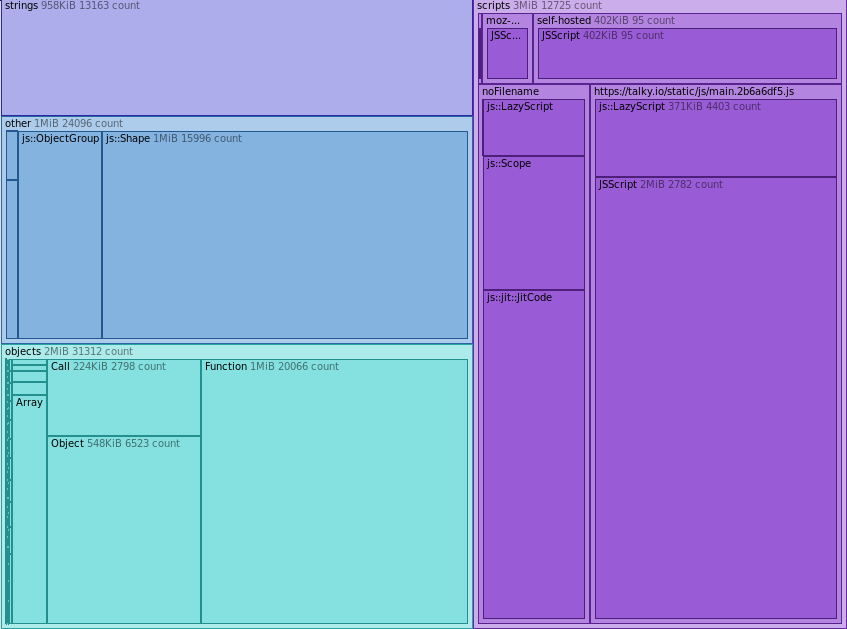 strings 958KiB 13163 count
other 1MiB 24096 count
js::ObjectGroup
js::Shape 1MiB 15996 count
objects 2MiB 31312 count
Call 224KiB 2798 count
Function 1MiB 20066 count
Array
Object 548KiB 6523 count
scripts 3MiB 12725 count
moz-...
self-hosted 402KiB 95 count
JSSc...
JSScript 402KiB 95 count
noFilename
https://talky.io/static/js/main.2b6a6df5.js
js::LazyScript
js::LazyScript 371KiB 4403 count
js::Scope
JSScript 2MiB 2782 count
js::jit::JitCode